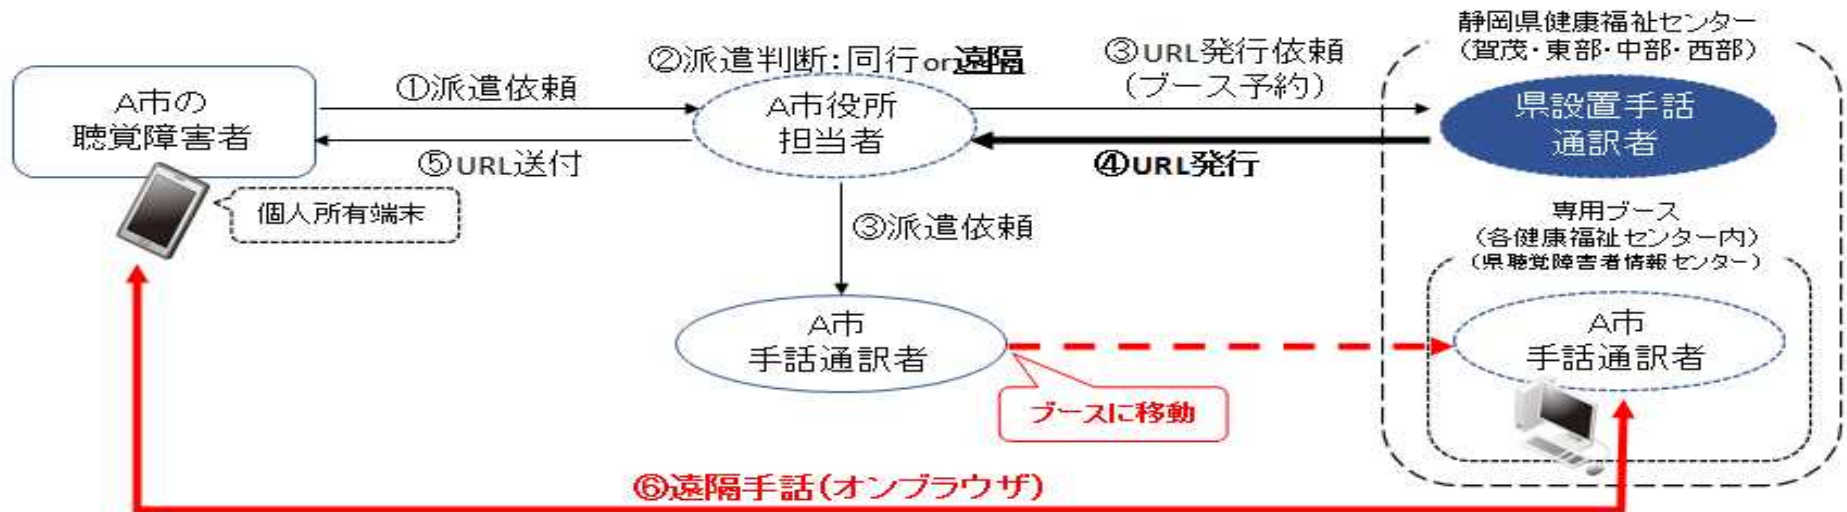 静岡県健康福祉センター
（賀茂・東部・中部・西部）
②派遣判断：同行or遠隔
③URL発行依頼
（ブース予約）
A市の
聴覚障害者
①派遣依頼
A市役所
担当者
県設置手話
通訳者
⑤URL送付
④URL発行
個人所有端末
③派遣依頼
専用ブース
（各健康福祉センター内）
（県聴覚障害者情報センター）
A市
手話通訳者
A市
手話通訳者
ブースに移動
⑥遠隔手話（オンブラウザ）